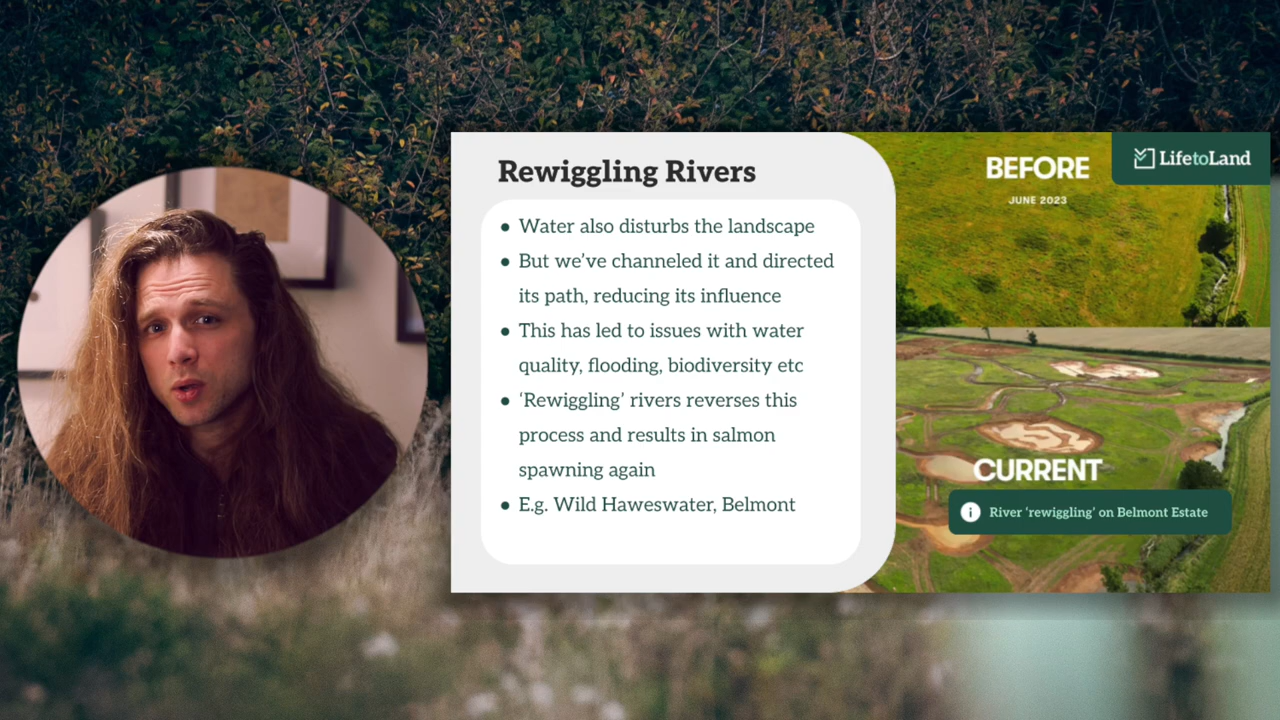 Rewiggling Rivers
● Water also disturbs the landscape
● But we’ve channeled it and directed
its path, reducing its influence
● This has led to issues with water
quality, flooding, biodiversity etc
● ‘Rewiggling’ rivers reverses this
process and results in salmon
spawning again
● E.g. Wild Haweswater, Belmont
BEFORE
JUNE 2023
LifetoLand
CURRENT
i River ‘rewiggling’ on Belmont Estate